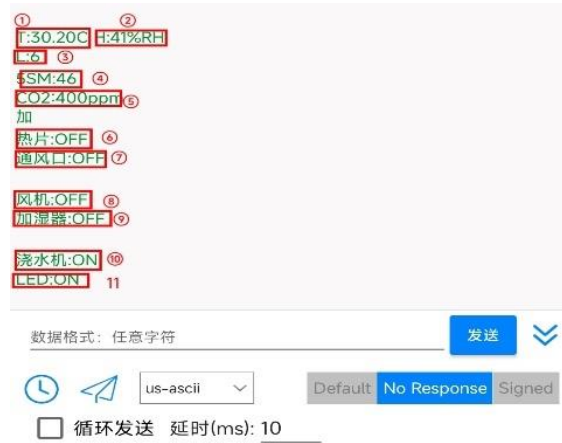 ① ②
T:30.20C H:41%RH
L:6 ③
5SM:46 ④
CO2:400ppm ⑤
加
热片:OFF ⑥
通风口:OFF ⑦
风机:OFF ⑧
加湿器:OFF ⑨
浇水机:ON ⑩
LED:ON 11
数据格式：任意字符 发送
us-ascii Default No Response Signed
循环发送 延时(ms): 10